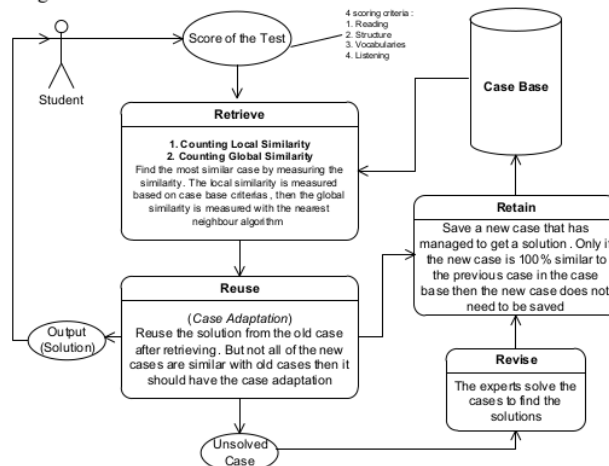 Student
Score of the Test
4 scoring criteria :
1. Reading
2. Structure
3. Vocabularies
4. Listening
Case Base
Retrieve
1. Counting Local Similarity
2. Counting Global Similarity
Find the most similar case by measuring the
similarity. The local similarity is measured
based on case base criterias , then the global
similarity is measured with the nearest
neighbour algorithm
Retain
Save a new case that has
managed to get a solution . Only if
the new case is 100% similar to
the previous case in the case
base then the new case does not
need to be saved
Reuse
(Case Adaptation)
Reuse the solution from the old case
after retrieving. But not all of the new
cases are similar with old cases then it
should have the case adaptation
Output
(Solution)
Revise
The experts solve the
cases to find the
solutions
Unsolved
Case